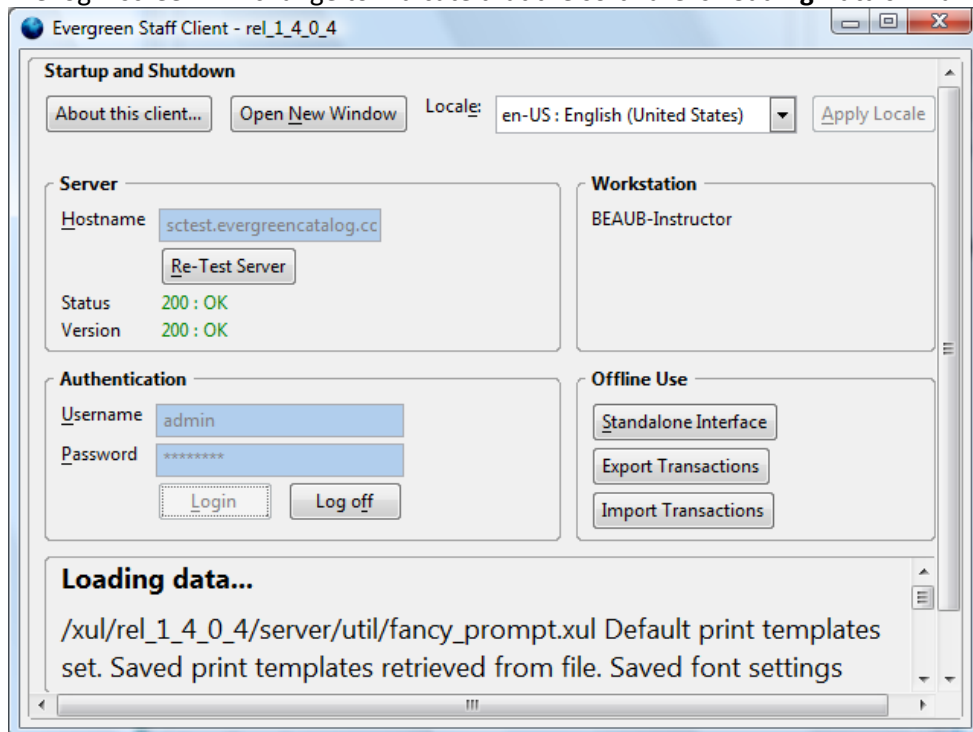 Evergreen Staff Client - rel_1_4_0_4
Startup and Shutdown
About this client... Open New Window Locale: en-US : English (United States) Apply Locale
Server
Hostname sctest.evergreencatalog.cc
Re-Test Server
Status 200 : OK
Version 200 : OK
Workstation
BEAUB-Instructor
Authentication
Username admin
Password ********
Login Log off
Offline Use
Standalone Interface
Export Transactions
Import Transactions
Loading data...
/xul/rel_1_4_0_4/server/util/fancy_prompt.xul Default print templates
set. Saved print templates retrieved from file. Saved font settings